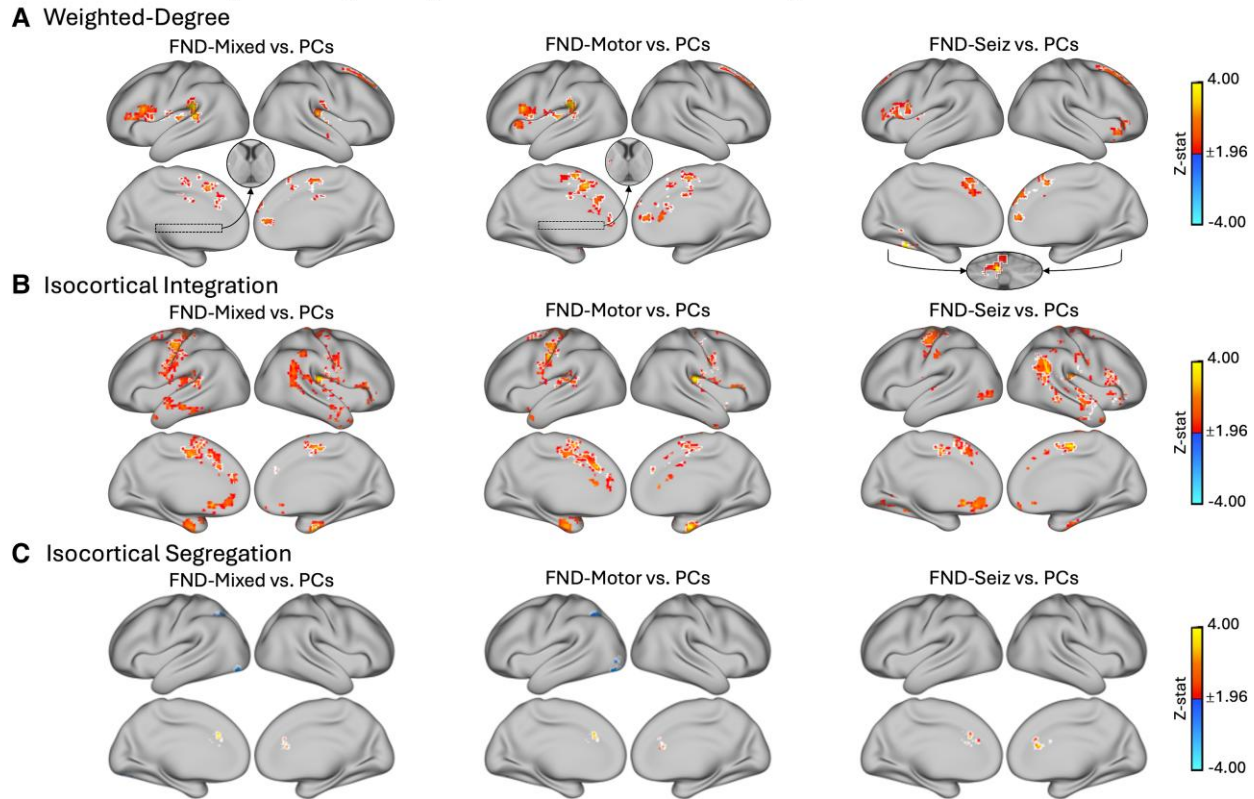 A Weighted-Degree
FND-Mixed vs. PCs
FND-Motor vs. PCs
FND-Seiz vs. PCs
4.00
Z-stat
±1.96
-4.00
B Isocortical Integration
FND-Mixed vs. PCs
FND-Motor vs. PCs
FND-Seiz vs. PCs
4.00
Z-stat
±1.96
-4.00
C Isocortical Segregation
FND-Mixed vs. PCs
FND-Motor vs. PCs
FND-Seiz vs. PCs
4.00
Z-stat
±1.96
-4.00